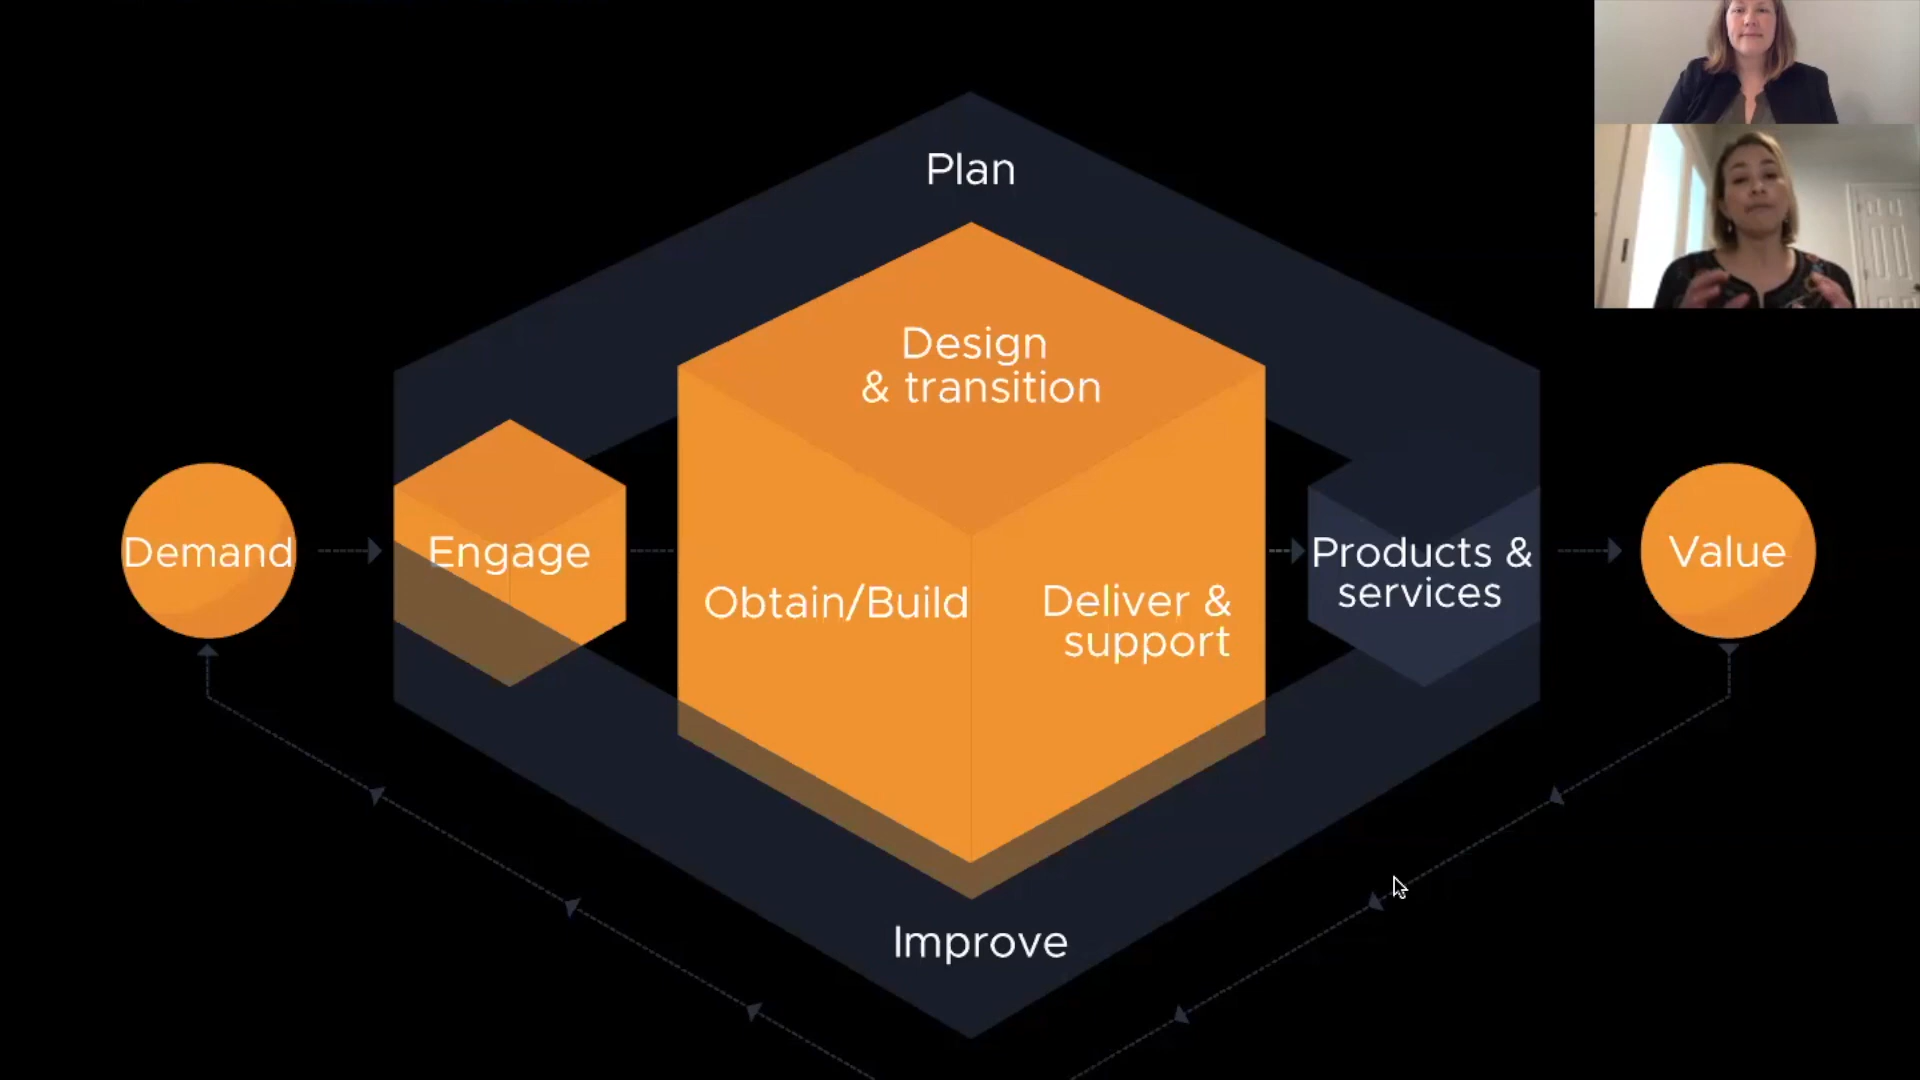 Plan
Design
& transition
Demand
Engage
Obtain/Build
Deliver &
support
Products &
services
Value
Improve